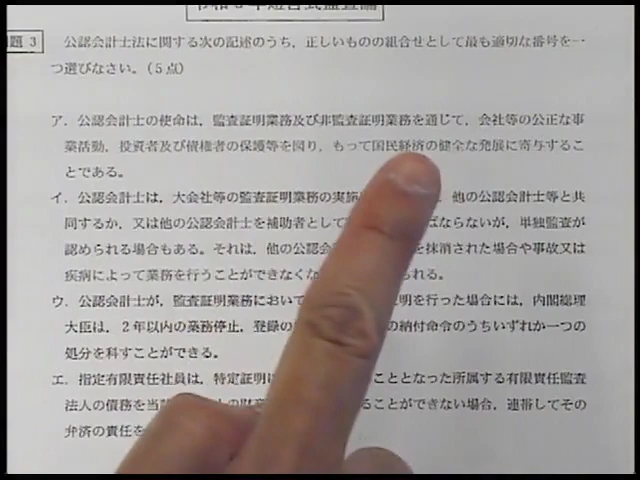 令和3年短答式監査論
問題 3 公認会計士法に関する次の記述のうち,正しいものの組合せとして最も適切な番号を一
つ選びなさい。(5点)
ア.公認会計士の使命は,監査証明業務及び非監査証明業務を通じて,会社等の公正な事
業活動,投資者及び債権者の保護等を図り,もって国民経済の健全な発展に寄与するこ
とである。
イ.公認会計士は,大会社等の監査証明業務の実施 他の公認会計士等と共
同するか,又は他の公認会計士を補助者として ばならないが,単独監査が
認められる場合もある。それは,他の公認会 を抹消された場合や事故又は
疾病によって業務を行うことができなくな られる。
ウ.公認会計士が,監査証明業務において 明を行った場合には,内閣総理
大臣は,2年以内の業務停止,登録の の納付命令のうちいずれか一つの
処分を科すことができる。
エ.指定有限責任社員は,特定証明に こととなった所属する有限責任監査
法人の債務を当 の財 ることができない場合,連帯してその
弁済の責任を